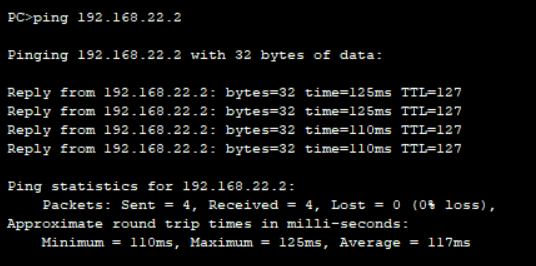 PC>ping 192.168.22.2
Pinging 192.168.22.2 with 32 bytes of data:
Reply from 192.168.22.2: bytes=32 time=125ms TTL=127
Reply from 192.168.22.2: bytes=32 time=125ms TTL=127
Reply from 192.168.22.2: bytes=32 time=110ms TTL=127
Reply from 192.168.22.2: bytes=32 time=110ms TTL=127
Ping statistics for 192.168.22.2:
Packets: Sent = 4, Received = 4, Lost = 0 (0% loss),
Approximate round trip times in milli-seconds:
Minimum = 110ms, Maximum = 125ms, Average = 117ms